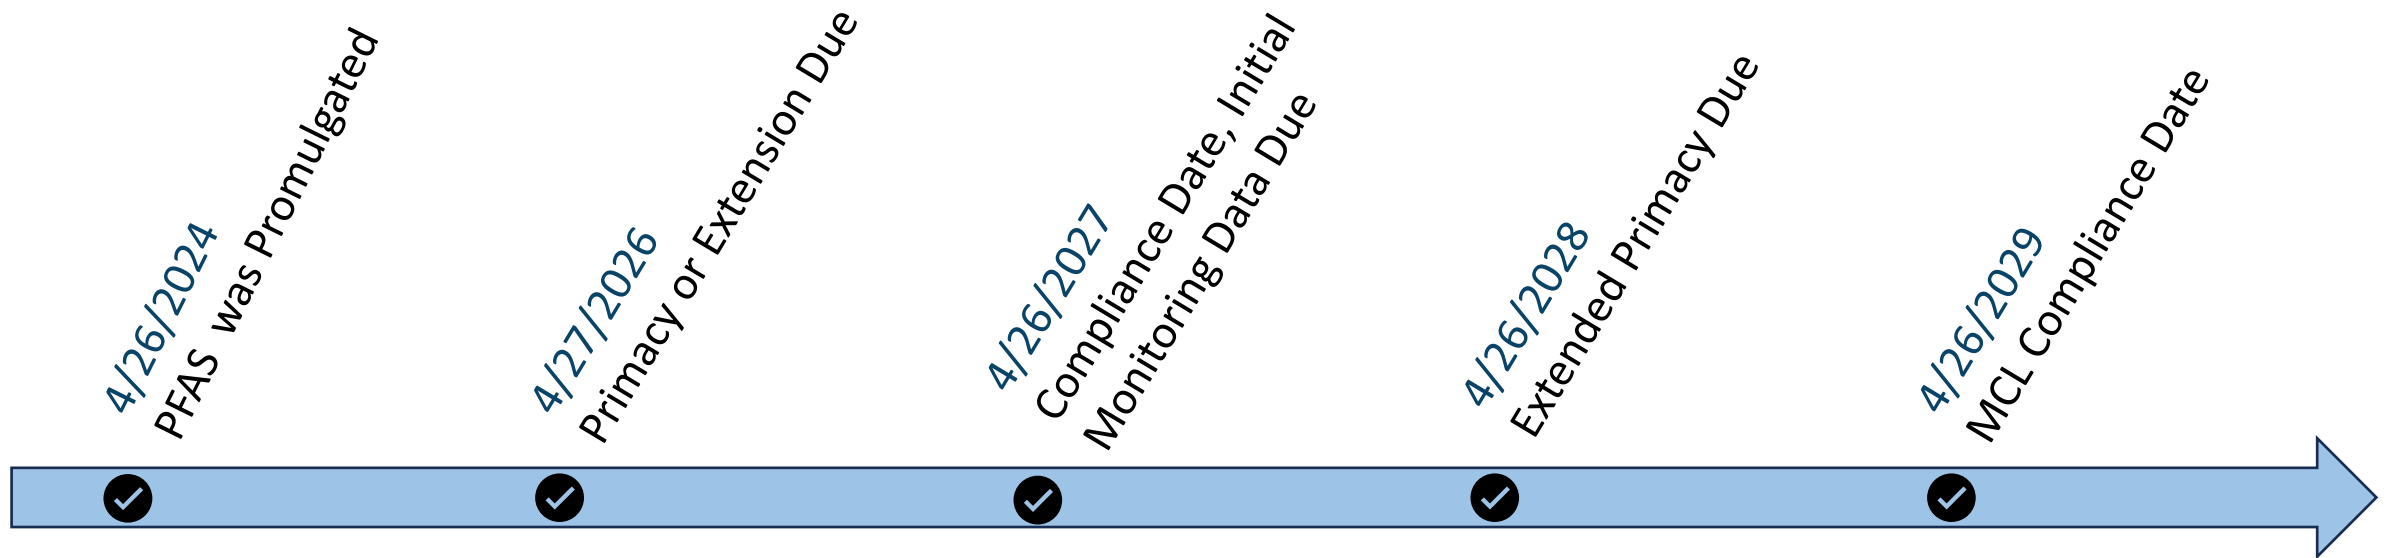 4/26/2024
PFAS was Promulgated
4/27/2026
Primacy or Extension Due
4/26/2027
Compliance Date, Initial
Monitoring Data Due
4/26/2028
Extended Primacy Due
4/26/2029
MCL Compliance Date